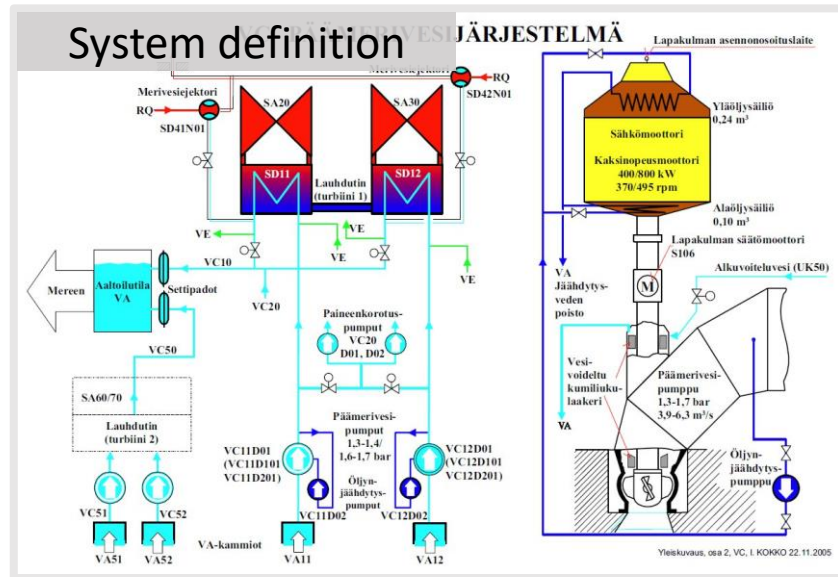 System definition
VC, PÄÄMERIVESIJÄRJESTELMÄ
Merivesiejektori
SD42N01
RQ
Merivesiejektori
RQ
SD41N01
SA20
SA30
SD11
SD12
Lauhdutin
(turbiini 1)
VE
VE
VE
VE
VC10
VC20
Mereen
Aaltoilutila
VA
Settipadot
VC50
SA60/70
Lauhdutin
(turbiini 2)
VC51
VC52
VA51
VA52
Paineenkorotus-
pumput
VC20
D01, D02
Päämerivesi-
pumput
1,3-1,4/
1,6-1,7 bar
VC11D01
(VC11D101
VC11D201)
VC12D01
(VC12D101
VC12D201)
Öljyn-
jäähdytys-
pumput
VC11D02
VC12D02
VA-kammiot
VA11
VA12
Lapakulman asennonosoituslaite
Yläöljysäiliö
0,24 m³
Sähkömoottori
Kaksinopeusmoottori
400/800 kW
370/495 rpm
Alaöljysäiliö
0,10 m³
Lapakulman säätömoottori
S106
M
Alkuvoiteluvesi (UK50)
VA
Jäähdytys-
veden
poisto
Vesi-
voideltu
kumiliuku-
laakeri
VA
Päämerivesi-
pumppu
1,3-1,7 bar
3,9-6,3 m³/s
Öljyn-
jäähdytys-
pumppu
Yleiskuvaus, osa 2, VC, I. KOKKO 22.11.2005